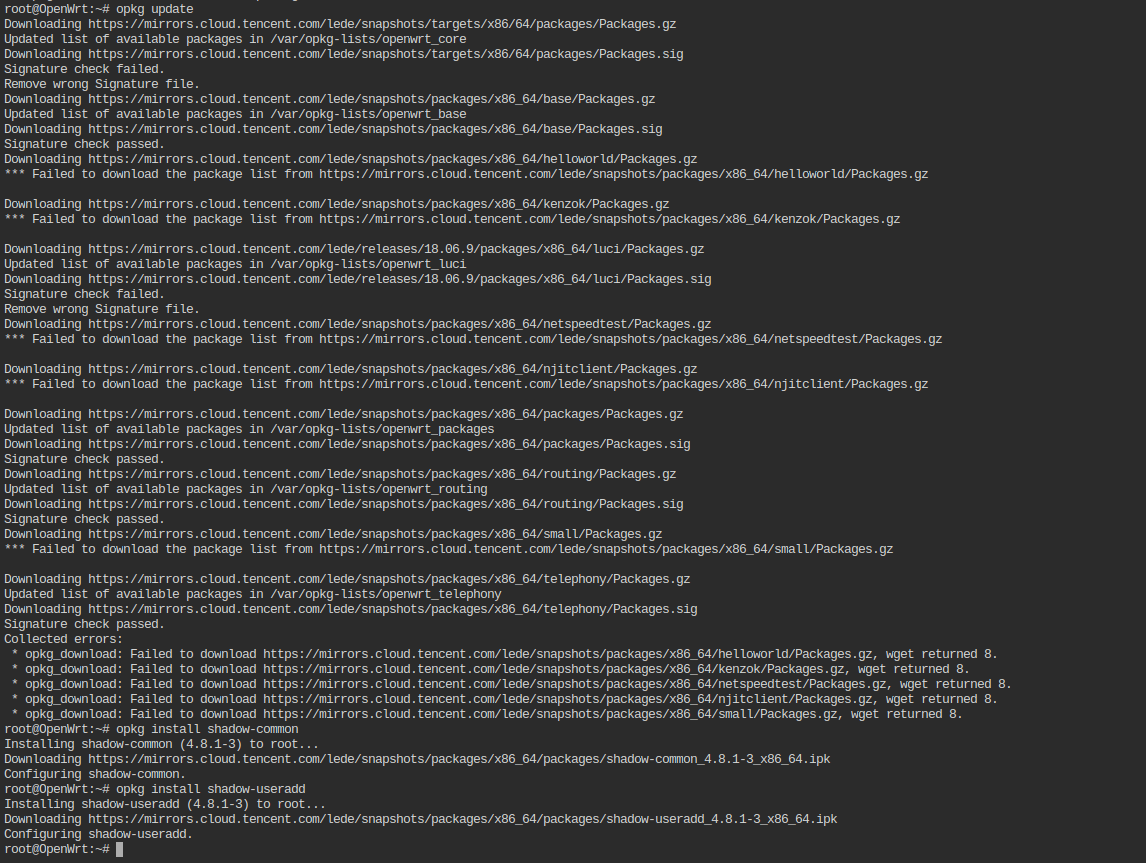 root@OpenWrt:~# opkg update
Downloading https://mirrors.cloud.tencent.com/lede/snapshots/targets/x86/64/packages/Packages.gz
Updated list of available packages in /var/opkg-lists/openwrt_core
Downloading https://mirrors.cloud.tencent.com/lede/snapshots/targets/x86/64/packages/Packages.sig
Signature check failed.
Remove wrong Signature file.
Downloading https://mirrors.cloud.tencent.com/lede/snapshots/packages/x86_64/base/Packages.gz
Updated list of available packages in /var/opkg-lists/openwrt_base
Downloading https://mirrors.cloud.tencent.com/lede/snapshots/packages/x86_64/base/Packages.sig
Signature check passed.
Downloading https://mirrors.cloud.tencent.com/lede/snapshots/packages/x86_64/helloworld/Packages.gz
*** Failed to download the package list from https://mirrors.cloud.tencent.com/lede/snapshots/packages/x86_64/helloworld/Packages.gz
Downloading https://mirrors.cloud.tencent.com/lede/snapshots/packages/x86_64/kenzok/Packages.gz
*** Failed to download the package list from https://mirrors.cloud.tencent.com/lede/snapshots/packages/x86_64/kenzok/Packages.gz
Downloading https://mirrors.cloud.tencent.com/lede/releases/18.06.9/packages/x86_64/luci/Packages.gz
Updated list of available packages in /var/opkg-lists/openwrt_luci
Downloading https://mirrors.cloud.tencent.com/lede/releases/18.06.9/packages/x86_64/luci/Packages.sig
Signature check failed.
Remove wrong Signature file.
Downloading https://mirrors.cloud.tencent.com/lede/snapshots/packages/x86_64/netspeedtest/Packages.gz
*** Failed to download the package list from https://mirrors.cloud.tencent.com/lede/snapshots/packages/x86_64/netspeedtest/Packages.gz
Downloading https://mirrors.cloud.tencent.com/lede/snapshots/packages/x86_64/njitclient/Packages.gz
*** Failed to download the package list from https://mirrors.cloud.tencent.com/lede/snapshots/packages/x86_64/njitclient/Packages.gz
Downloading https://mirrors.cloud.tencent.com/lede/snapshots/packages/x86_64/packages/Packages.gz
Updated list of available packages in /var/opkg-lists/openwrt_packages
Downloading https://mirrors.cloud.tencent.com/lede/snapshots/packages/x86_64/packages/Packages.sig
Signature check passed.
Downloading https://mirrors.cloud.tencent.com/lede/snapshots/packages/x86_64/routing/Packages.gz
Updated list of available packages in /var/opkg-lists/openwrt_routing
Downloading https://mirrors.cloud.tencent.com/lede/snapshots/packages/x86_64/routing/Packages.sig
Signature check passed.
Downloading https://mirrors.cloud.tencent.com/lede/snapshots/packages/x86_64/small/Packages.gz
*** Failed to download the package list from https://mirrors.cloud.tencent.com/lede/snapshots/packages/x86_64/small/Packages.gz
Downloading https://mirrors.cloud.tencent.com/lede/snapshots/packages/x86_64/telephony/Packages.gz
Updated list of available packages in /var/opkg-lists/openwrt_telephony
Downloading https://mirrors.cloud.tencent.com/lede/snapshots/packages/x86_64/telephony/Packages.sig
Signature check passed.
Collected errors:
* opkg_download: Failed to download https://mirrors.cloud.tencent.com/lede/snapshots/packages/x86_64/helloworld/Packages.gz, wget returned 8.
* opkg_download: Failed to download https://mirrors.cloud.tencent.com/lede/snapshots/packages/x86_64/kenzok/Packages.gz, wget returned 8.
* opkg_download: Failed to download https://mirrors.cloud.tencent.com/lede/snapshots/packages/x86_64/netspeedtest/Packages.gz, wget returned 8.
* opkg_download: Failed to download https://mirrors.cloud.tencent.com/lede/snapshots/packages/x86_64/njitclient/Packages.gz, wget returned 8.
* opkg_download: Failed to download https://mirrors.cloud.tencent.com/lede/snapshots/packages/x86_64/small/Packages.gz, wget returned 8.
root@OpenWrt:~# opkg install shadow-common
Installing shadow-common (4.8.1-3) to root...
Downloading https://mirrors.cloud.tencent.com/lede/snapshots/packages/x86_64/packages/shadow-common_4.8.1-3_x86_64.ipk
Configuring shadow-common.
root@OpenWrt:~# opkg install shadow-useradd
Installing shadow-useradd (4.8.1-3) to root...
Downloading https://mirrors.cloud.tencent.com/lede/snapshots/packages/x86_64/packages/shadow-useradd_4.8.1-3_x86_64.ipk
Configuring shadow-useradd.
root@OpenWrt:~#